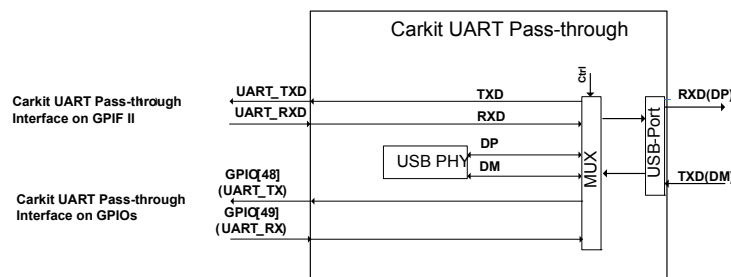 Carkit UART Pass-through
Ctrl
UART_TXD
TXD
RXD(DP)
Carkit UART Pass-through
Interface on GPIF II
UART_RXD
RXD
DP
USB PHY
DM
MUX
USB-Port
GPIO[48]
(UART_TX)
TXD(DM)
Carkit UART Pass-through
Interface on GPIOs
GPIO[49]
(UART_RX)